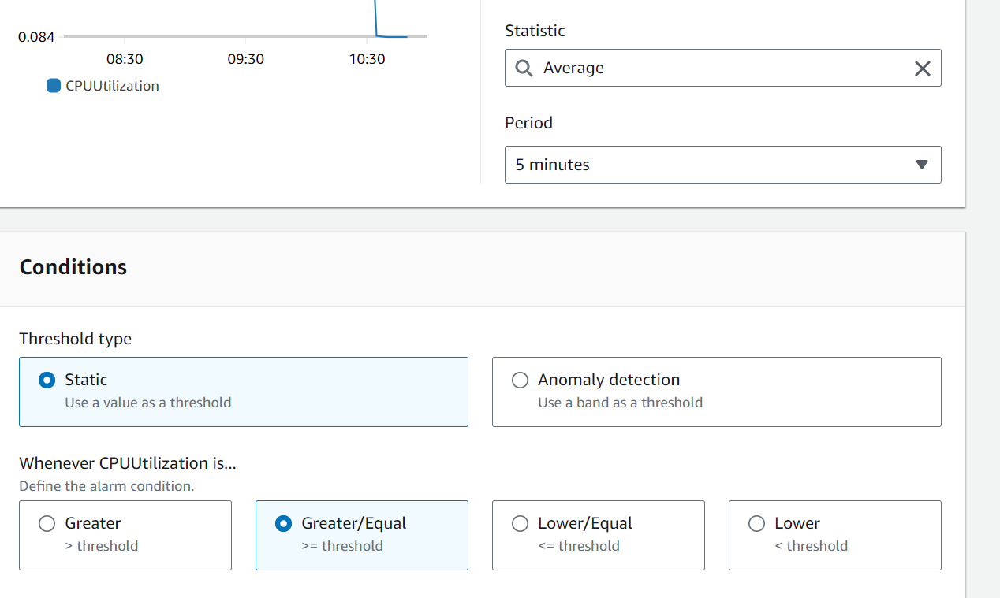 0.084
08:30 09:30 10:30
CPUUtilization
Statistic
Average
Period
5 minutes
Conditions
Threshold type
Static
Use a value as a threshold
Anomaly detection
Use a band as a threshold
Whenever CPUUtilization is...
Define the alarm condition.
Greater
> threshold
Greater/Equal
>= threshold
Lower/Equal
<= threshold
Lower
< threshold